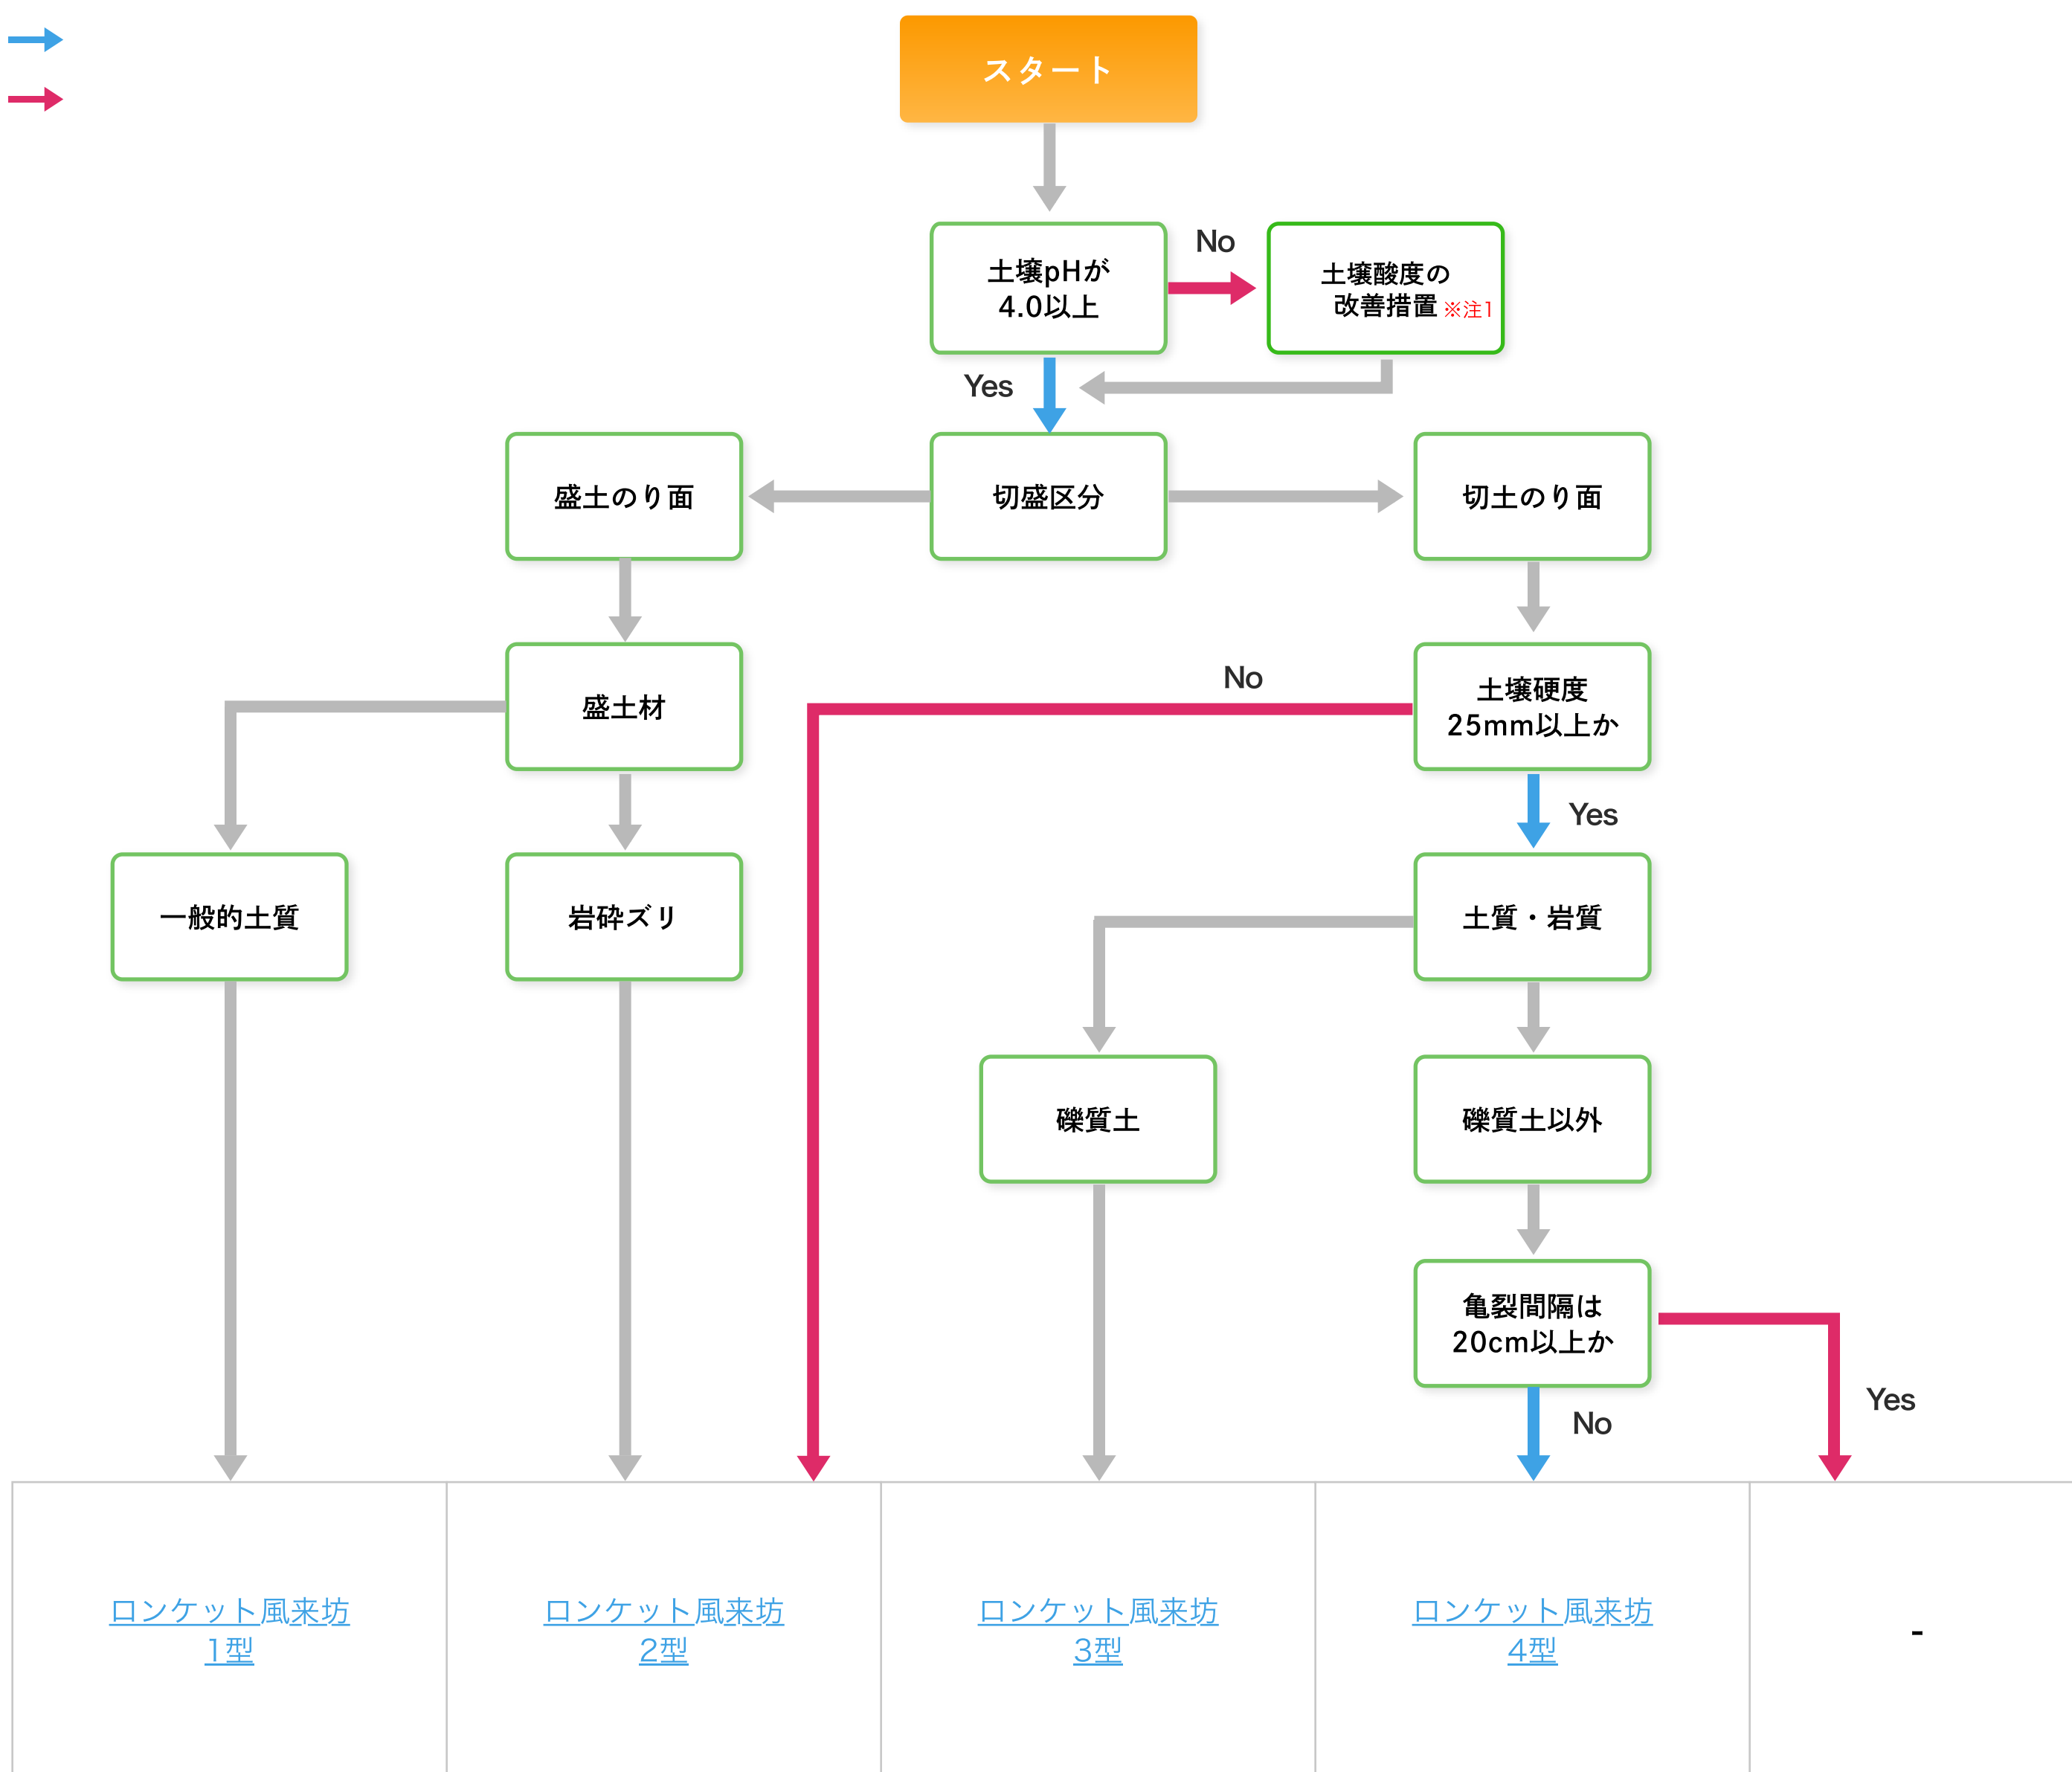 スタート
土壌pHが
4.0以上
No
土壌酸度の
改善措置 ※注1
Yes
盛土のり面
切盛区分
切土のり面
盛土材
No
土壌硬度
25mm以上か
Yes
一般的土質
岩砕ズリ
土質・岩質
礫質土
礫質土以外
亀裂間隔は
20cm以上か
Yes
No
ロンケット風来坊
1型
ロンケット風来坊
2型
ロンケット風来坊
3型
ロンケット風来坊
4型
-